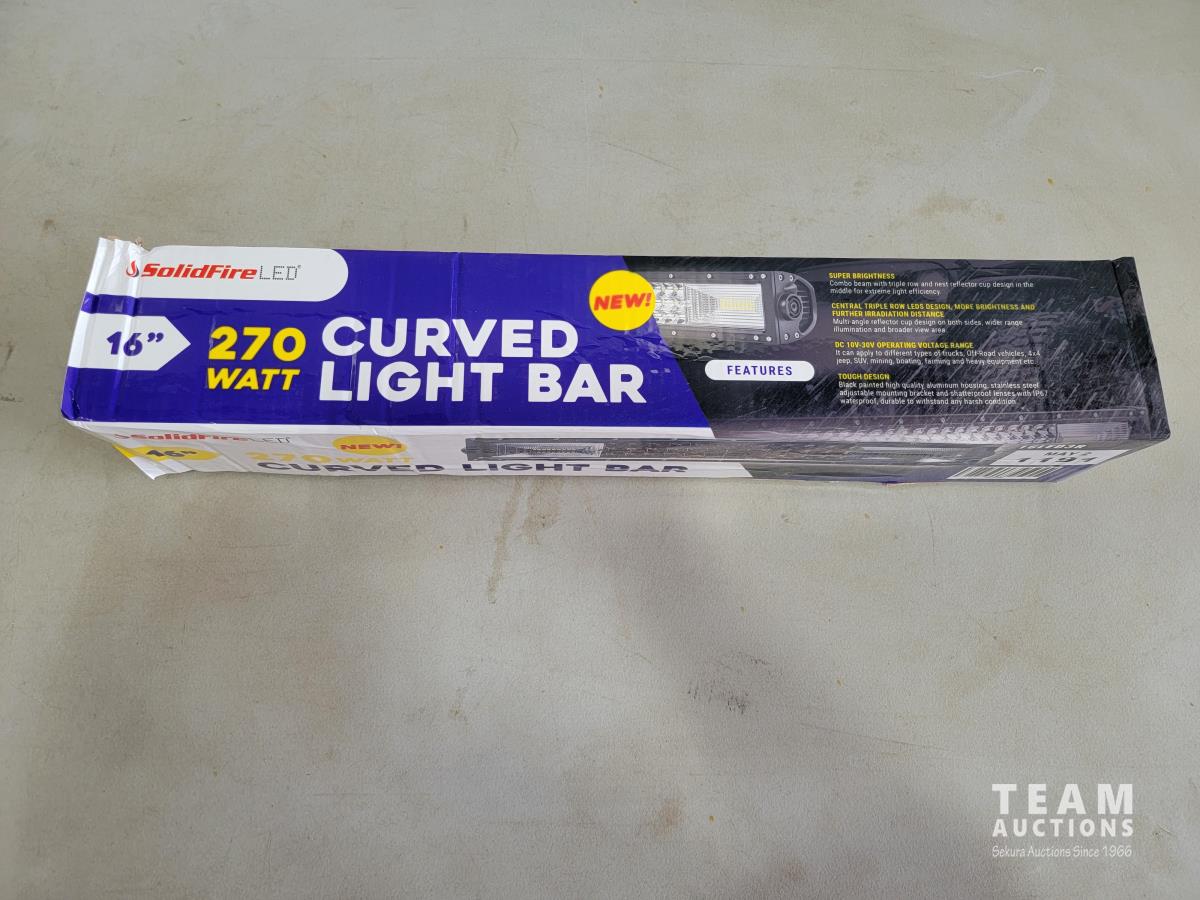 SolidFire LED®
16”
270
WATT
CURVED
LIGHT BAR
NEW!
FEATURES
SUPER BRIGHTNESS
Combo beam with triple row and nest reflector cup design in the
middle for extreme light efficiency.
CENTRAL TRIPLE ROW LEDS DESIGN, MORE BRIGHTNESS AND
FURTHER IRRADIATION DISTANCE
Multi-angle reflector cup design on both sides, wider range
illumination and broader view area
DC 10V-30V OPERATING VOLTAGE RANGE
It can apply to different types of trucks, Off-Road vehicles, 4x4
jeep, SUV, mining, boating, farming and heavy equipment etc.
TOUGH DESIGN
Black painted high quality aluminum housing, stainless steel
adjustable mounting bracket and shatterproof lenses with IP67
waterproof, durable to withstand any harsh condition
SolidFire LED®
16”
270 WATT
NEW!
CURVED LIGHT BAR
MAY 2
TEAM
AUCTIONS
Sekura Auctions Since 1966